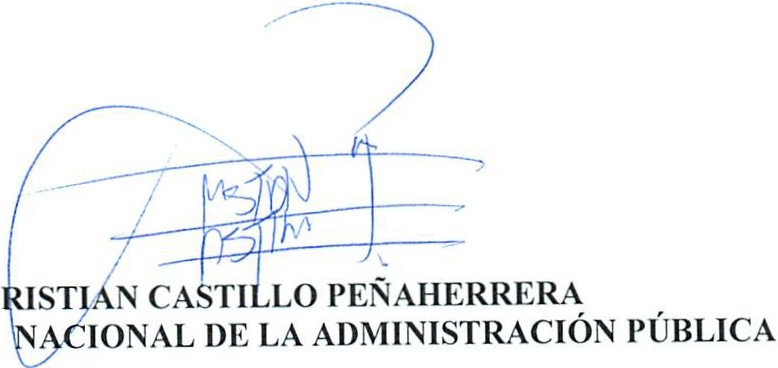 RISTIAN CASTILLO PEÑAHERRERA
NACIONAL DE LA ADMINISTRACIÓN PÚBLICA